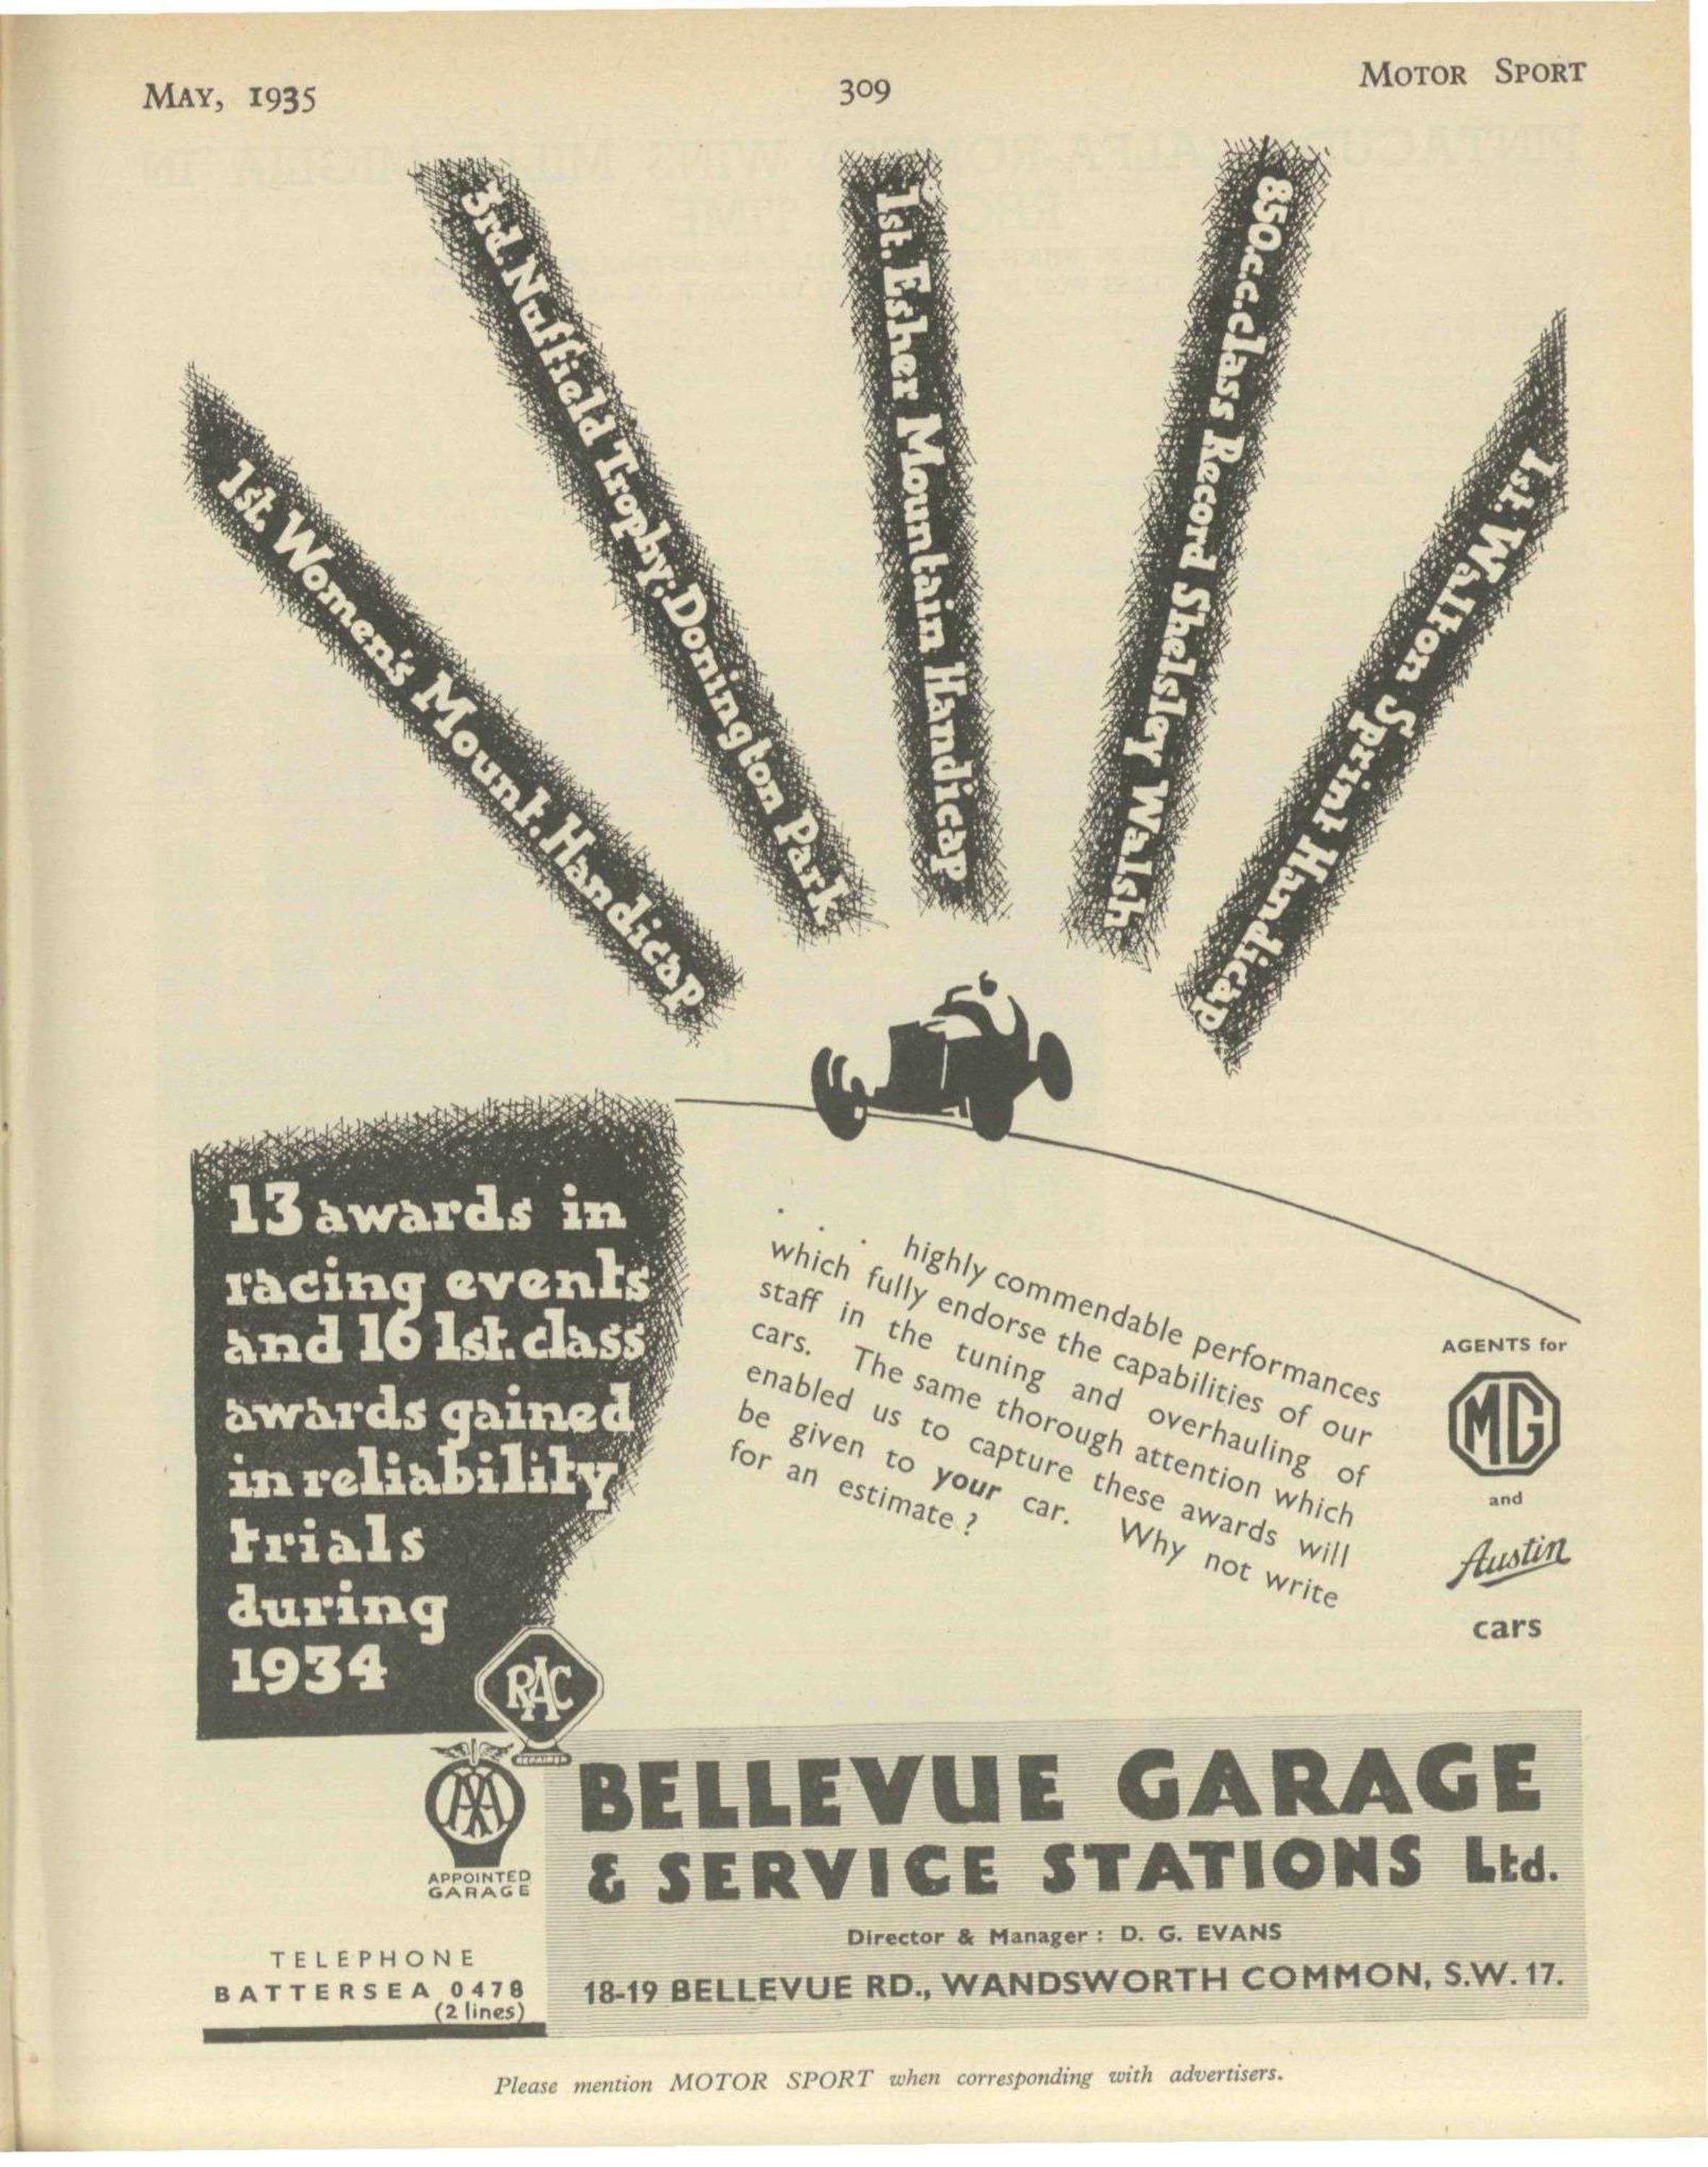 MAY, 1935
309
MOTOR SPORT
1st. Women's Mount. Handicap
3rd. Nuffield Trophy. Donington Park
1st. Esher Mountain Handicap
850.c.c. class Record Shelsley Walsh
1st. Walton Sprint Handicap
13 awards in
racing events
and 16 1st. class
awards gained
in reliability
trials
during
1934
. . . highly commendable performances
which fully endorse the capabilities of our
staff in the tuning and overhauling of
cars. The same thorough attention which
enabled us to capture these awards will
be given to your car. Why not write
for an estimate ?
AGENTS for
MG
and
Austin
cars
RAC
REPAIRER
AA
APPOINTED
GARAGE
TELEPHONE
BATTERSEA 0478
(2 lines)
BELLEVUE GARAGE
& SERVICE STATIONS Ltd.
Director & Manager : D. G. EVANS
18-19 BELLEVUE RD., WANDSWORTH COMMON, S.W. 17.
Please mention MOTOR SPORT when corresponding with advertisers.